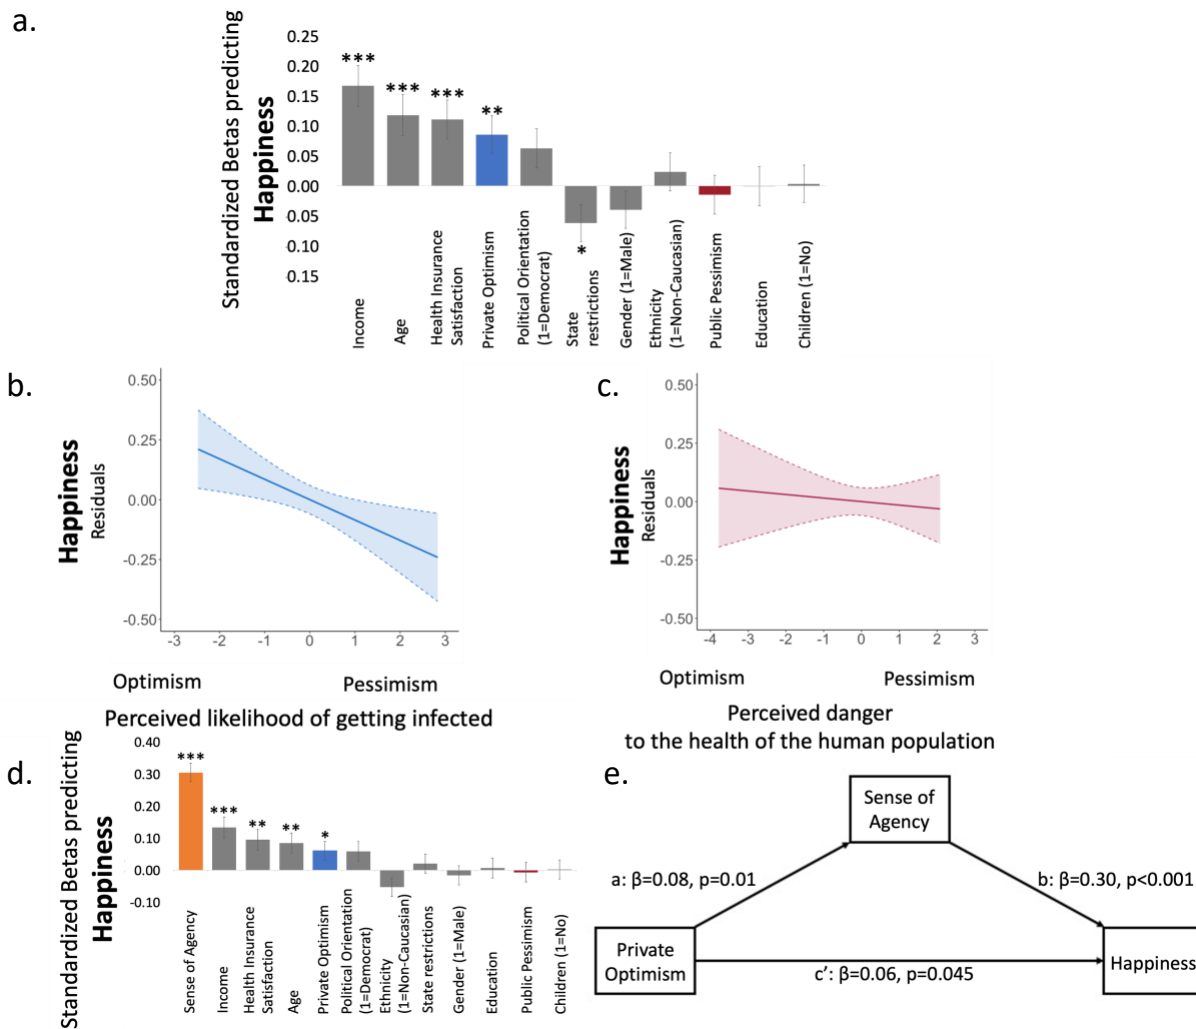 a.
Standardized Betas predicting
Happiness
0.25
0.20
0.15
0.10
0.05
0.00
0.05
0.10
0.15
***
***
***
**
*
Income
Age
Health Insurance
Satisfaction
Private Optimism
Political Orientation
(1=Democrat)
State
restrictions
Gender (1=Male)
Ethnicity
(1=Non-Caucasian)
Public Pessimism
Education
Children (1=No)
b.
Happiness
Residuals
0.50
0.25
0.00
-0.25
-0.50
-3
-2
-1
0
1
2
3
Optimism
Pessimism
Perceived likelihood of getting infected
c.
Happiness
Residuals
0.50
0.25
0.00
-0.25
-0.50
-4
-3
-2
-1
0
1
2
3
Optimism
Pessimism
Perceived danger
to the health of the human population
d.
Standardized Betas predicting
Happiness
0.40
0.30
0.20
0.10
0.00
-0.10
***
***
**
**
*
Sense of Agency
Income
Health Insurance
Satisfaction
Age
Private Optimism
Political Orientation
(1=Democrat)
Ethnicity
(1=Non-Caucasian)
State restrictions
Gender (1=Male)
Education
Public Pessimism
Children (1=No)
e.
Sense of
Agency
a: β=0.08, p=0.01
b: β=0.30, p<0.001
Private
Optimism
c’: β=0.06, p=0.045
Happiness